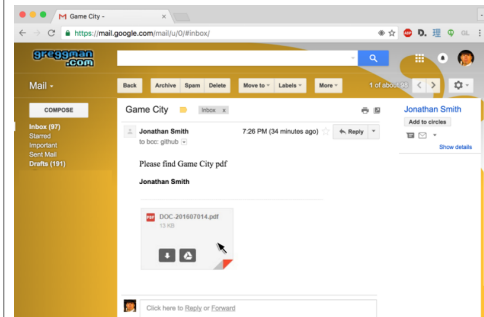 Game City -
https://mail.google.com/mail/u/0/#inbox/
greggman
.com
Mail
Back Archive Spam Delete Move to Labels More 1 of about 95
COMPOSE
Inbox (97)
Starred
Important
Sent Mail
Drafts (191)
Game City Inbox x
Jonathan Smith 7:26 PM (34 minutes ago) Reply
to bcc: github
Please find Game City pdf
Jonathan Smith
DOC-201607014.pdf
13 KB
Click here to Reply or Forward
Jonathan Smith
Add to circles
Show details